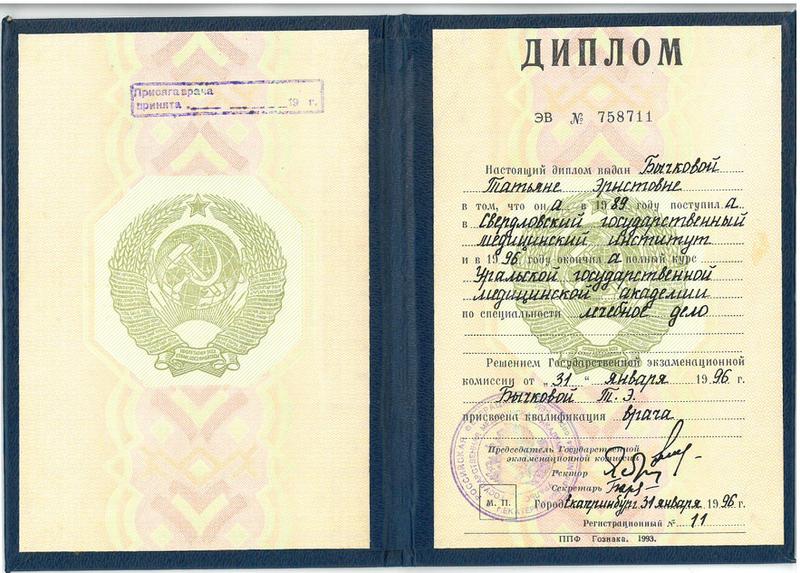 Присяга врача
принята 19 г.
ДИПЛОМ
ЭВ № 758711
Настоящий диплом выдан Бычковой
Татьяне Эрнстовне
в том, что она в 1989 году поступила
в Свердловский государственный
медицинский институт
и в 1996 году окончила полный курс
Уральской государственной
медицинской академии
по специальности лечебное дело
Решением Государственной экзаменационной
комиссии от „31“ января 1996 г.
Бычковой Т. Э.
присвоена квалификация врача
Председатель Государственной
экзаменационной комиссии
Ректор
Секретарь
М. П.
Город Екатеринбург 31 января 1996 г.
Регистрационный № 11
ППФ Гознака. 1993.